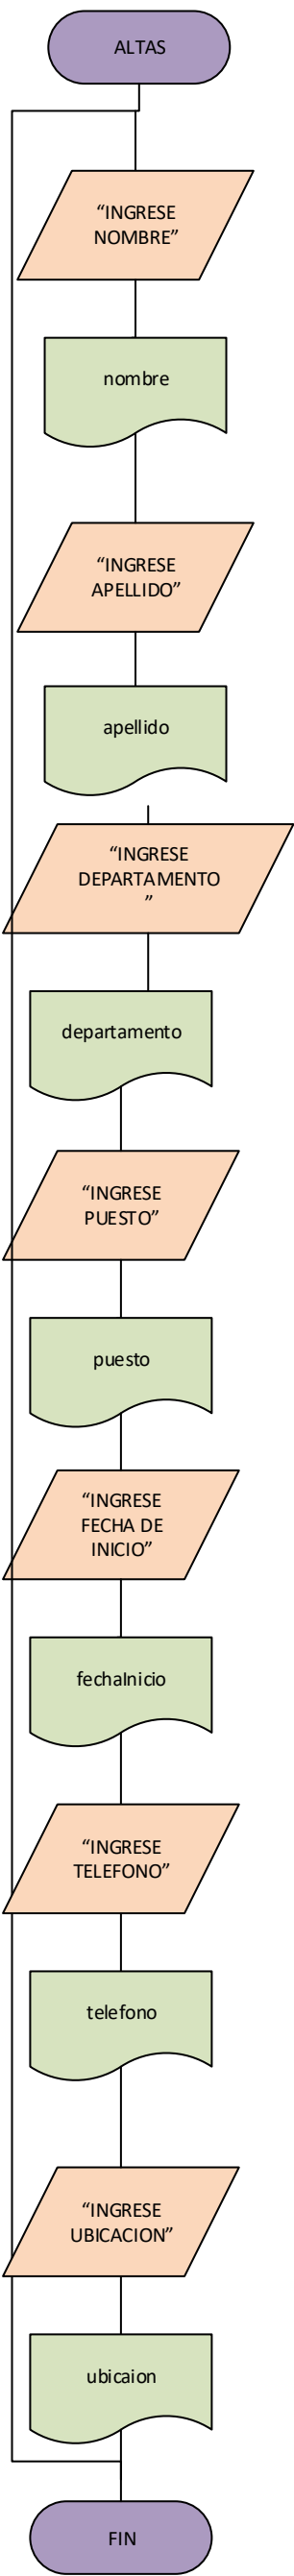 ALTAS
“INGRESE
NOMBRE”
nombre
“INGRESE
APELLIDO”
apellido
“INGRESE
DEPARTAMENTO
”
departamento
“INGRESE
PUESTO”
puesto
“INGRESE
FECHA DE
INICIO”
fechaInicio
“INGRESE
TELEFONO”
telefono
“INGRESE
UBICACION”
ubicaion
FIN